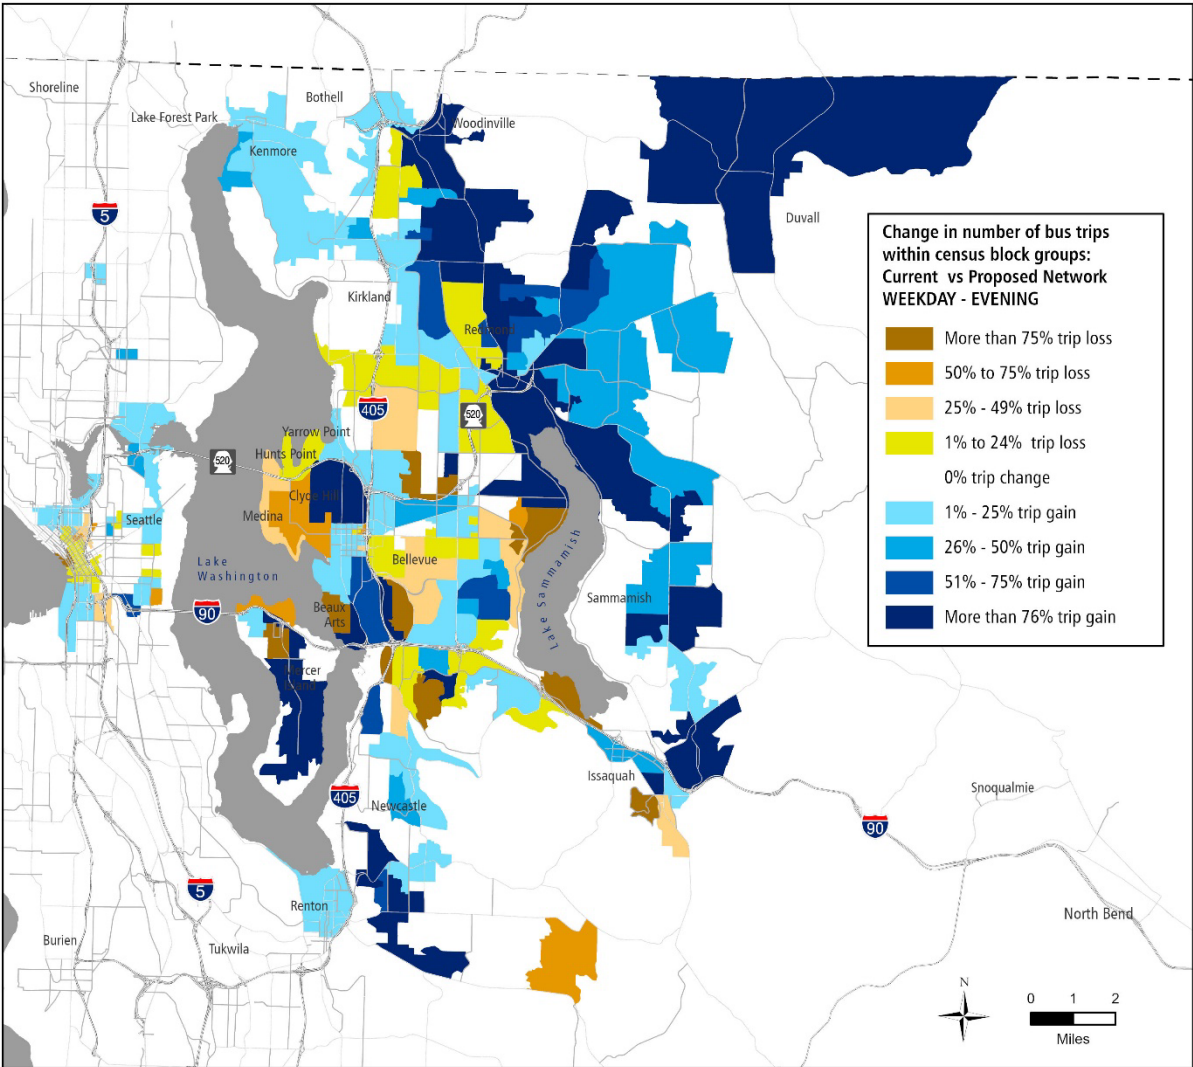 Shoreline
Bothell
Lake Forest Park
Woodinville
Kenmore
5
Duvall
Change in number of bus trips
within census block groups:
Current vs Proposed Network
WEEKDAY - EVENING
More than 75% trip loss
50% to 75% trip loss
25% - 49% trip loss
1% to 24% trip loss
0% trip change
1% - 25% trip gain
26% - 50% trip gain
51% - 75% trip gain
More than 76% trip gain
Kirkland
Redmond
405
520
Yarrow Point
Hunts Point
520
Clyde Hill
Medina
Seattle
Bellevue
Lake
Washington
Lake Sammamish
Sammamish
90
Beaux
Arts
Mercer
Island
Issaquah
Snoqualmie
405
Newcastle
90
5
Renton
North Bend
Burien
Tukwila
N
0 1 2
Miles